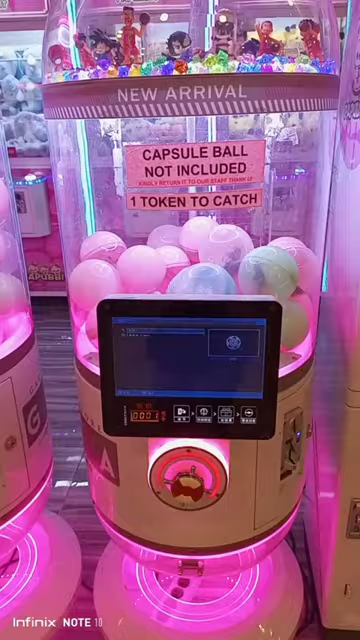 NEW ARRIVAL
CAPSULE BALL
NOT INCLUDED
KINDLY RETURN IT TO OUR STAFF THANK U
1 TOKEN TO CATCH
0001
G
A
Infinix NOTE 10